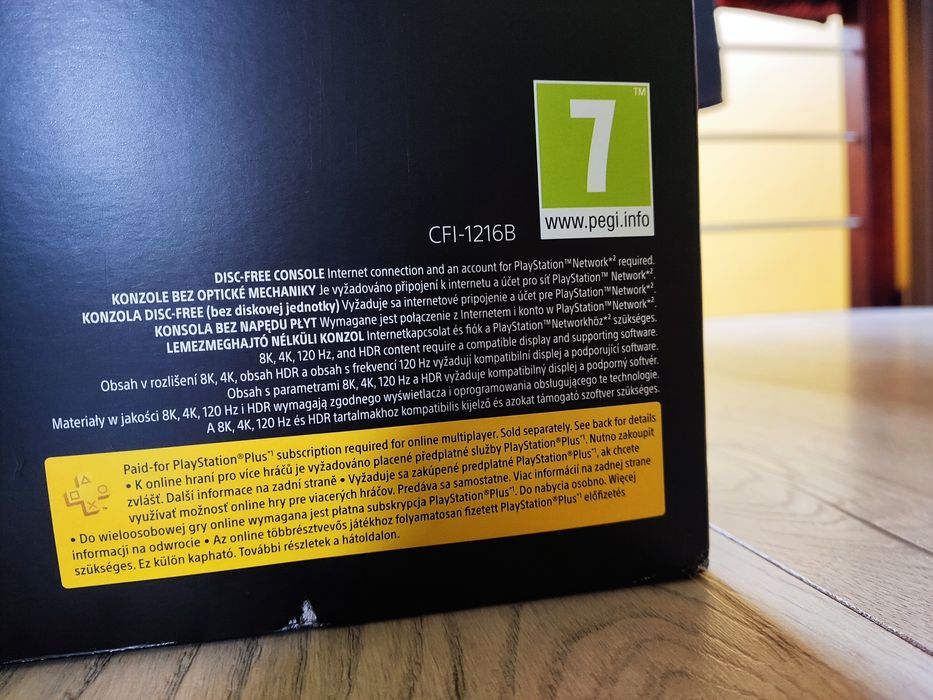 7
TM
www.pegi.info
CFI-1216B
DISC-FREE CONSOLE Internet connection and an account for PlayStation™Network*² required.
KONZOLE BEZ OPTICKÉ MECHANIKY Je vyžadováno připojení k internetu a účet pro síť PlayStation™ Network*².
KONZOLA DISC-FREE (bez diskovej jednotky) Vyžaduje sa internetové pripojenie a účet pre PlayStation™Network*².
KONSOLA BEZ NAPĘDU PŁYT Wymagane jest połączenie z Internetem i konto w PlayStation™Network*².
LEMEZMEGHAJTÓ NÉLKÜLI KONZOL Internetkapcsolat és fiók a PlayStation™Networkhöz*² szükséges.
8K, 4K, 120 Hz, and HDR content require a compatible display and supporting software.
Obsah v rozlišení 8K, 4K, obsah HDR a obsah s frekvencí 120 Hz vyžadují kompatibilní displej a podporující software.
Obsah s parametrami 8K, 4K, 120 Hz a HDR vyžaduje kompatibilný displej a podporný softvér.
Materiały w jakości 8K, 4K, 120 Hz i HDR wymagają zgodnego wyświetlacza i oprogramowania obsługującego te technologie.
A 8K, 4K, 120 Hz és HDR tartalmakhoz kompatibilis kijelző és azokat támogató szoftver szükséges.
Paid-for PlayStation®Plus*¹ subscription required for online multiplayer. Sold separately. See back for details
• K online hraní pro více hráčů je vyžadováno placené předplatné služby PlayStation®Plus*¹. Nutno zakoupit
zvlášť. Další informace na zadní straně • Vyžaduje sa zakúpené predplatné PlayStation®Plus*¹, ak chcete
využívať možnosť online hry pre viacerých hráčov. Predáva sa samostatne. Viac informácií na zadnej strane
• Do wieloosobowej gry online wymagana jest płatna subskrypcja PlayStation®Plus*¹. Do nabycia osobno. Więcej
informacji na odwrocie • Az online többrésztvevős játékhoz folyamatosan fizetett PlayStation®Plus*¹ előfizetés
szükséges. Ez külön kapható. További részletek a hátoldalon.